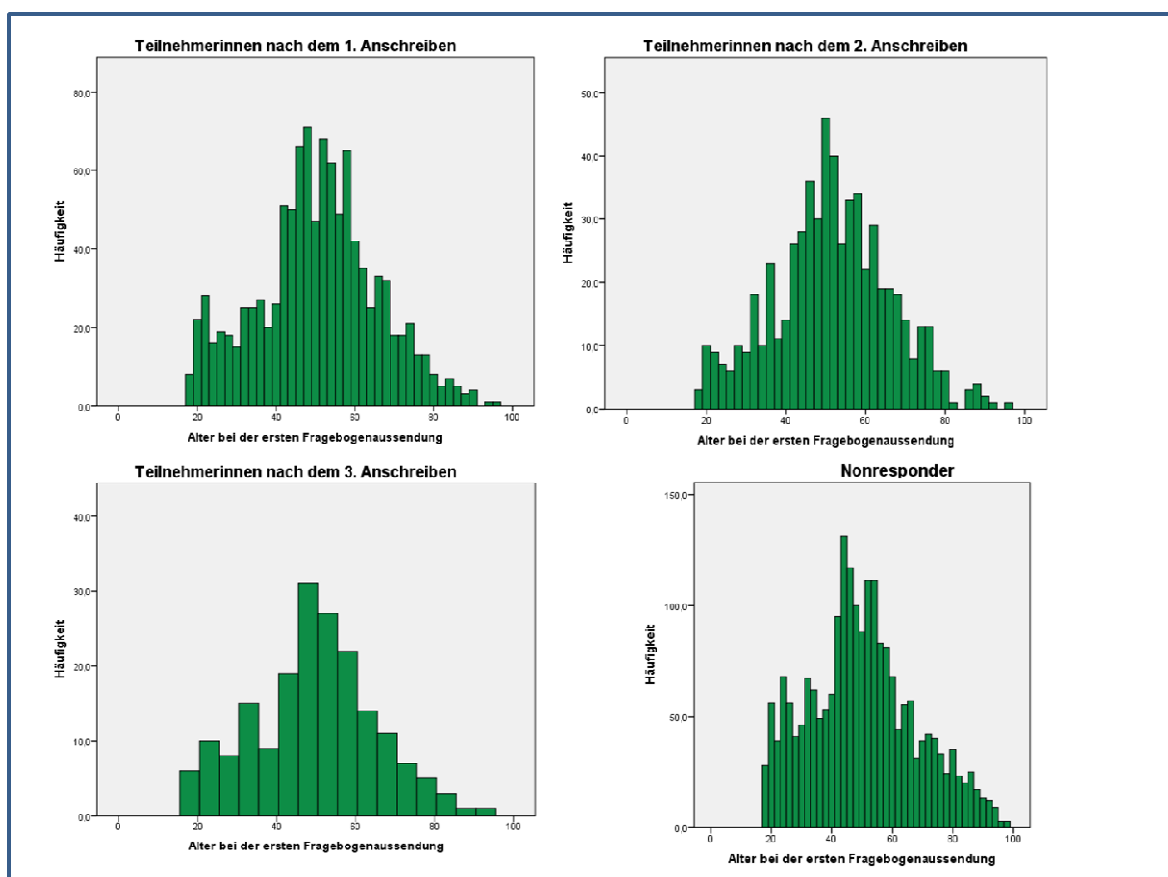 Teilnehmerinnen nach dem 1. Anschreiben
80,0
60,0
40,0
20,0
0,0
Häufigkeit
0 20 40 60 80 100
Alter bei der ersten Fragebogenaussendung
Teilnehmerinnen nach dem 2. Anschreiben
50,0
40,0
30,0
20,0
10,0
0,0
Häufigkeit
0 20 40 60 80 100
Alter bei der ersten Fragebogenaussendung
Teilnehmerinnen nach dem 3. Anschreiben
40,0
30,0
20,0
10,0
0,0
Häufigkeit
0 20 40 60 80 100
Alter bei der ersten Fragebogenaussendung
Nonresponder
150,0
100,0
50,0
0,0
Häufigkeit
0 20 40 60 80 100
Alter bei der ersten Fragebogenaussendung